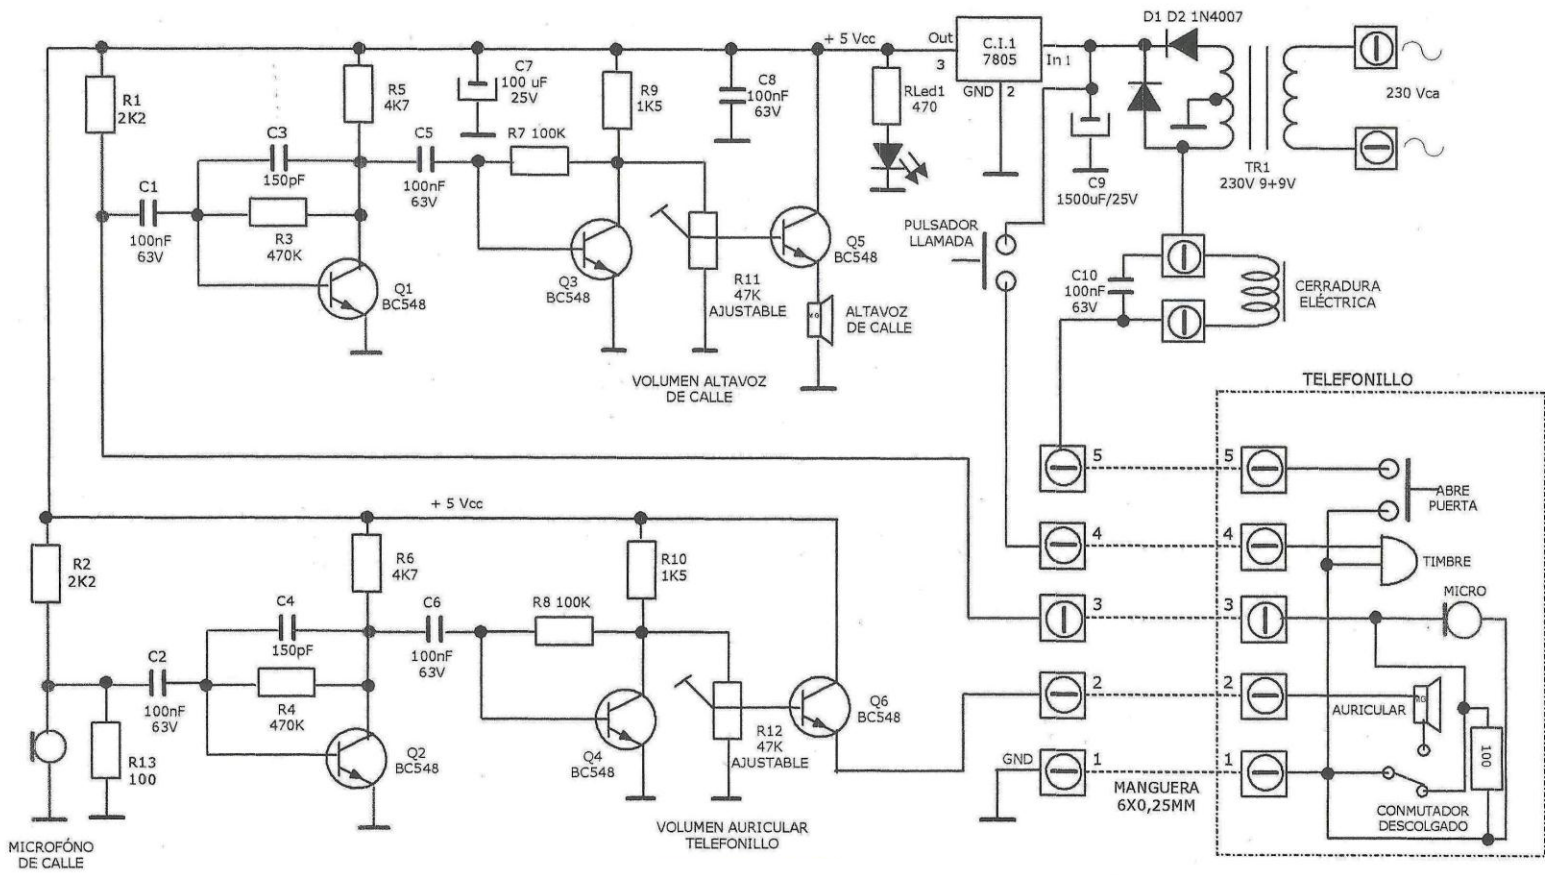 D1 D2 1N4007
+ 5 Vcc
Out
3
C.I.1
7805
In 1
GND
2
230 Vca
TR1
230V 9+9V
R1
2K2
R5
4K7
C7
100 uF
25V
R9
1K5
C8
100nF
63V
RLed1
470
C9
1500uF/25V
C3
150pF
C5
100nF
63V
R7 100K
C1
100nF
63V
R3
470K
Q1
BC548
Q3
BC548
R11
47K
AJUSTABLE
Q5
BC548
ALTAVOZ
DE CALLE
VOLUMEN ALTAVOZ
DE CALLE
PULSADOR
LLAMADA
C10
100nF
63V
CERRADURA
ELÉCTRICA
TELEFONILLO
+ 5 Vcc
R2
2K2
R6
4K7
R10
1K5
C4
150pF
C6
100nF
63V
R8 100K
C2
100nF
63V
R4
470K
R13
100
Q2
BC548
Q4
BC548
R12
47K
AJUSTABLE
Q6
BC548
MICROFÓNO
DE CALLE
VOLUMEN AURICULAR
TELEFONILLO
5
5
ABRE
PUERTA
4
4
TIMBRE
3
3
MICRO
2
2
AURICULAR
GND
1
1
MANGUERA
6X0,25MM
100
CONMUTADOR
DESCOLGADO